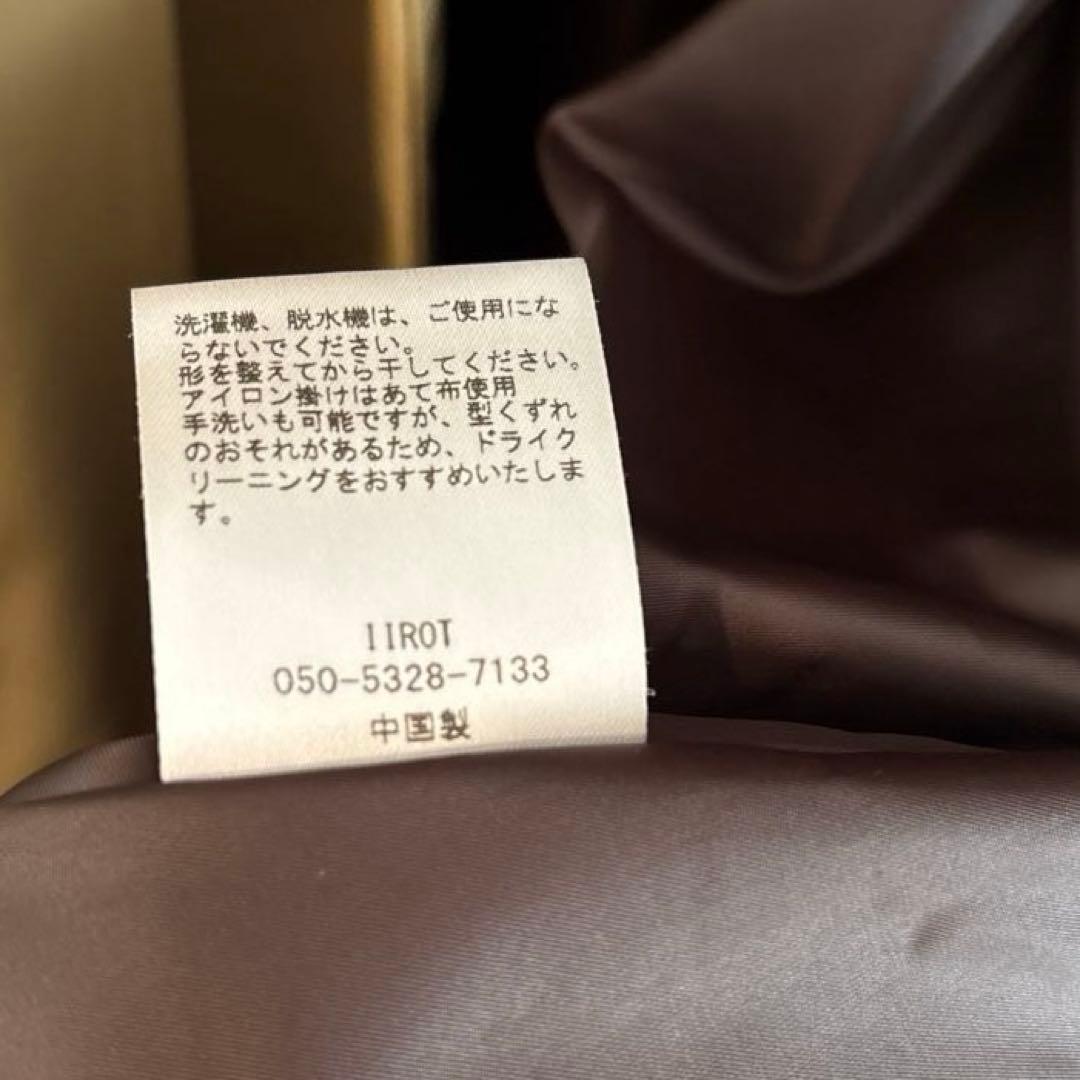 洗濯機、脱水機は、ご使用にな
らないでください。
形を整えてから干してください。
アイロン掛けはあて布使用
手洗いも可能ですが、型くずれ
のおそれがあるため、ドライク
リーニングをおすすめいたしま
す。
IIROT
050-5328-7133
中国製